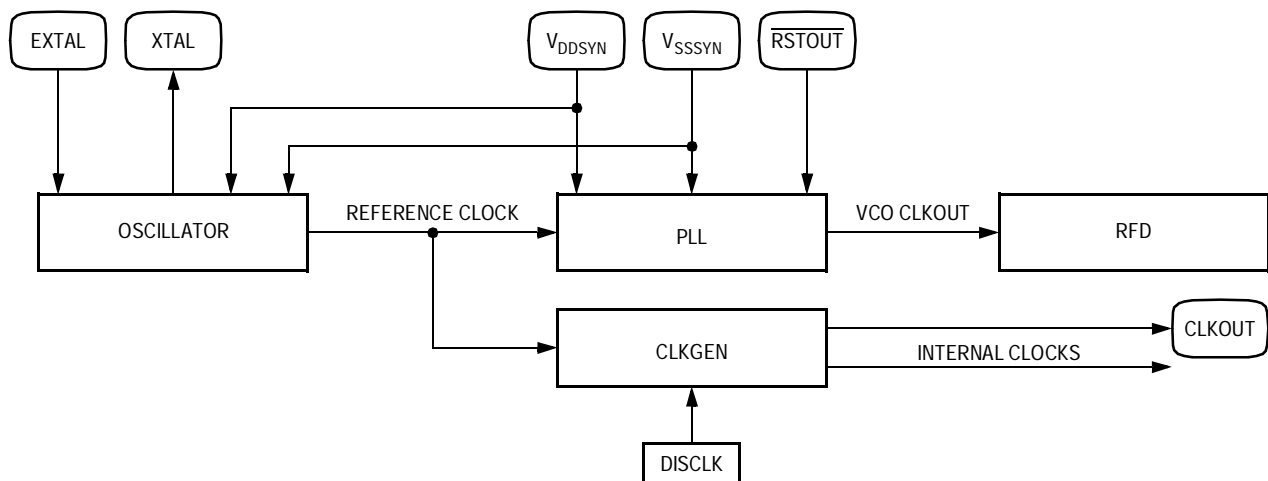 EXTAL
XTAL
VDDSYN
VSSSYN
RSTOUT
OSCILLATOR
REFERENCE CLOCK
PLL
VCO CLKOUT
RFD
CLKGEN
CLKOUT
INTERNAL CLOCKS
DISCLK